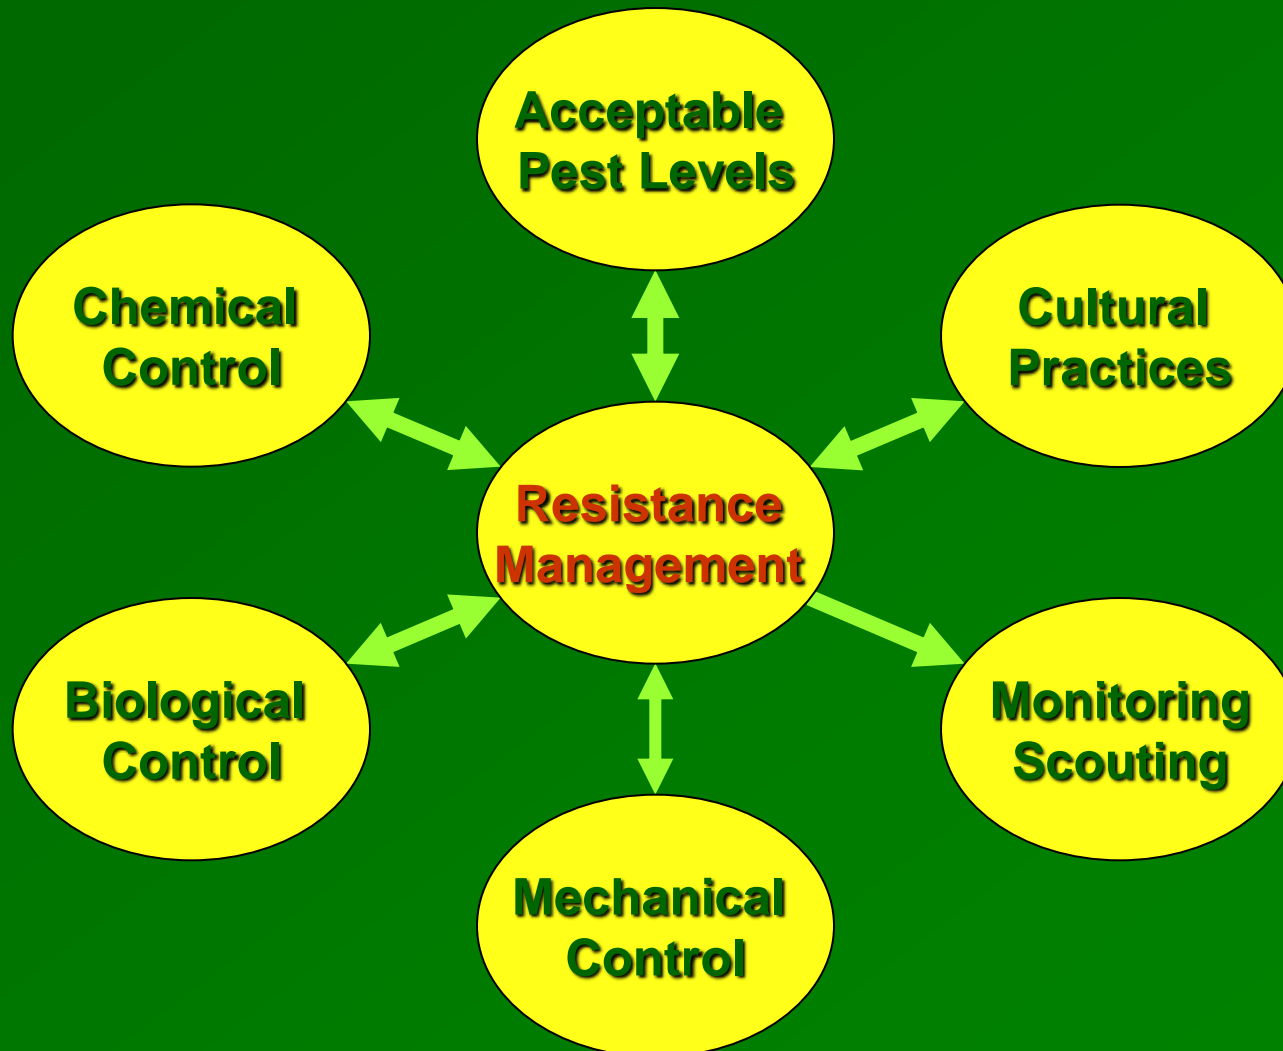 Acceptable
Pest Levels
Chemical
Control
Cultural
Practices
Resistance
Management
Biological
Control
Monitoring
Scouting
Mechanical
Control